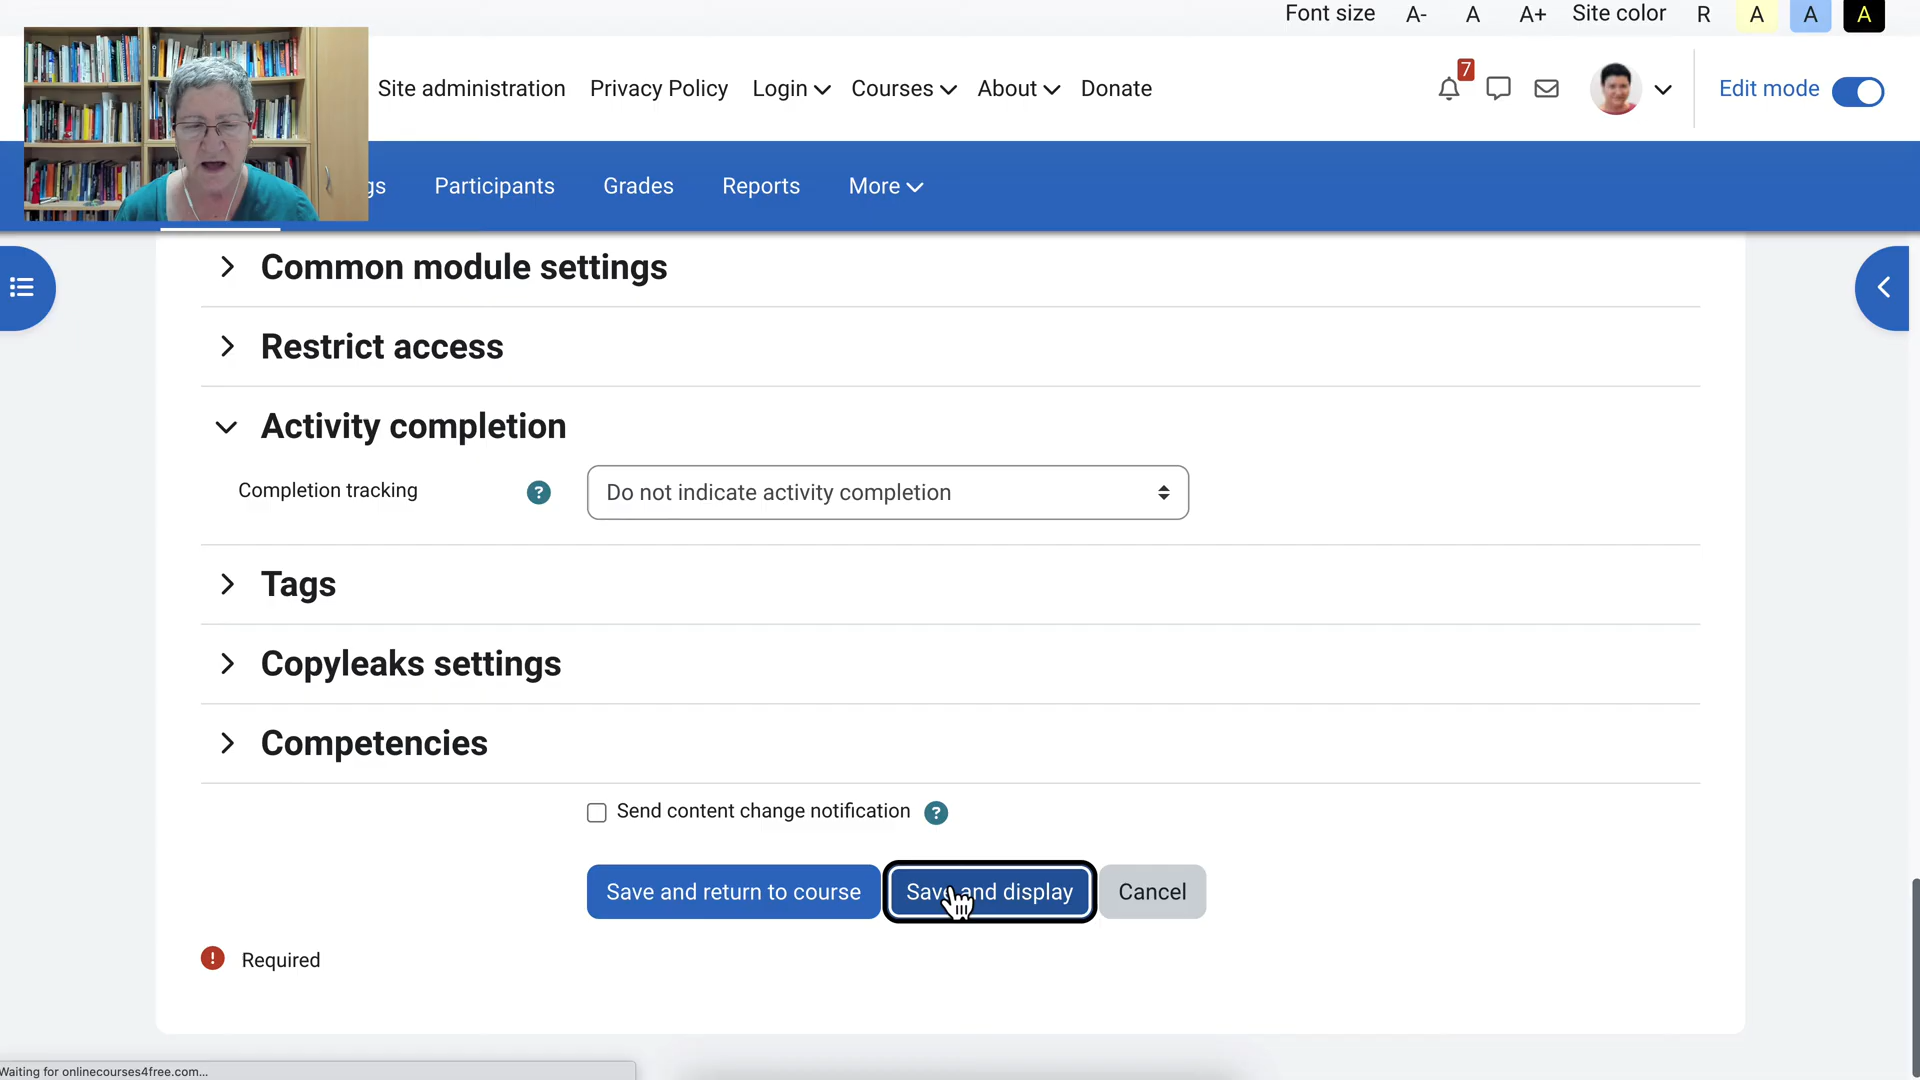 Font size A- A A+ Site color R A A A
Site administration Privacy Policy Login Courses About Donate 7 Edit mode
gs Participants Grades Reports More
Common module settings
Restrict access
Activity completion
Completion tracking ? Do not indicate activity completion
Tags
Copyleaks settings
Competencies
Send content change notification ?
Save and return to course Save and display Cancel
! Required
Waiting for onlinecourses4free.com...